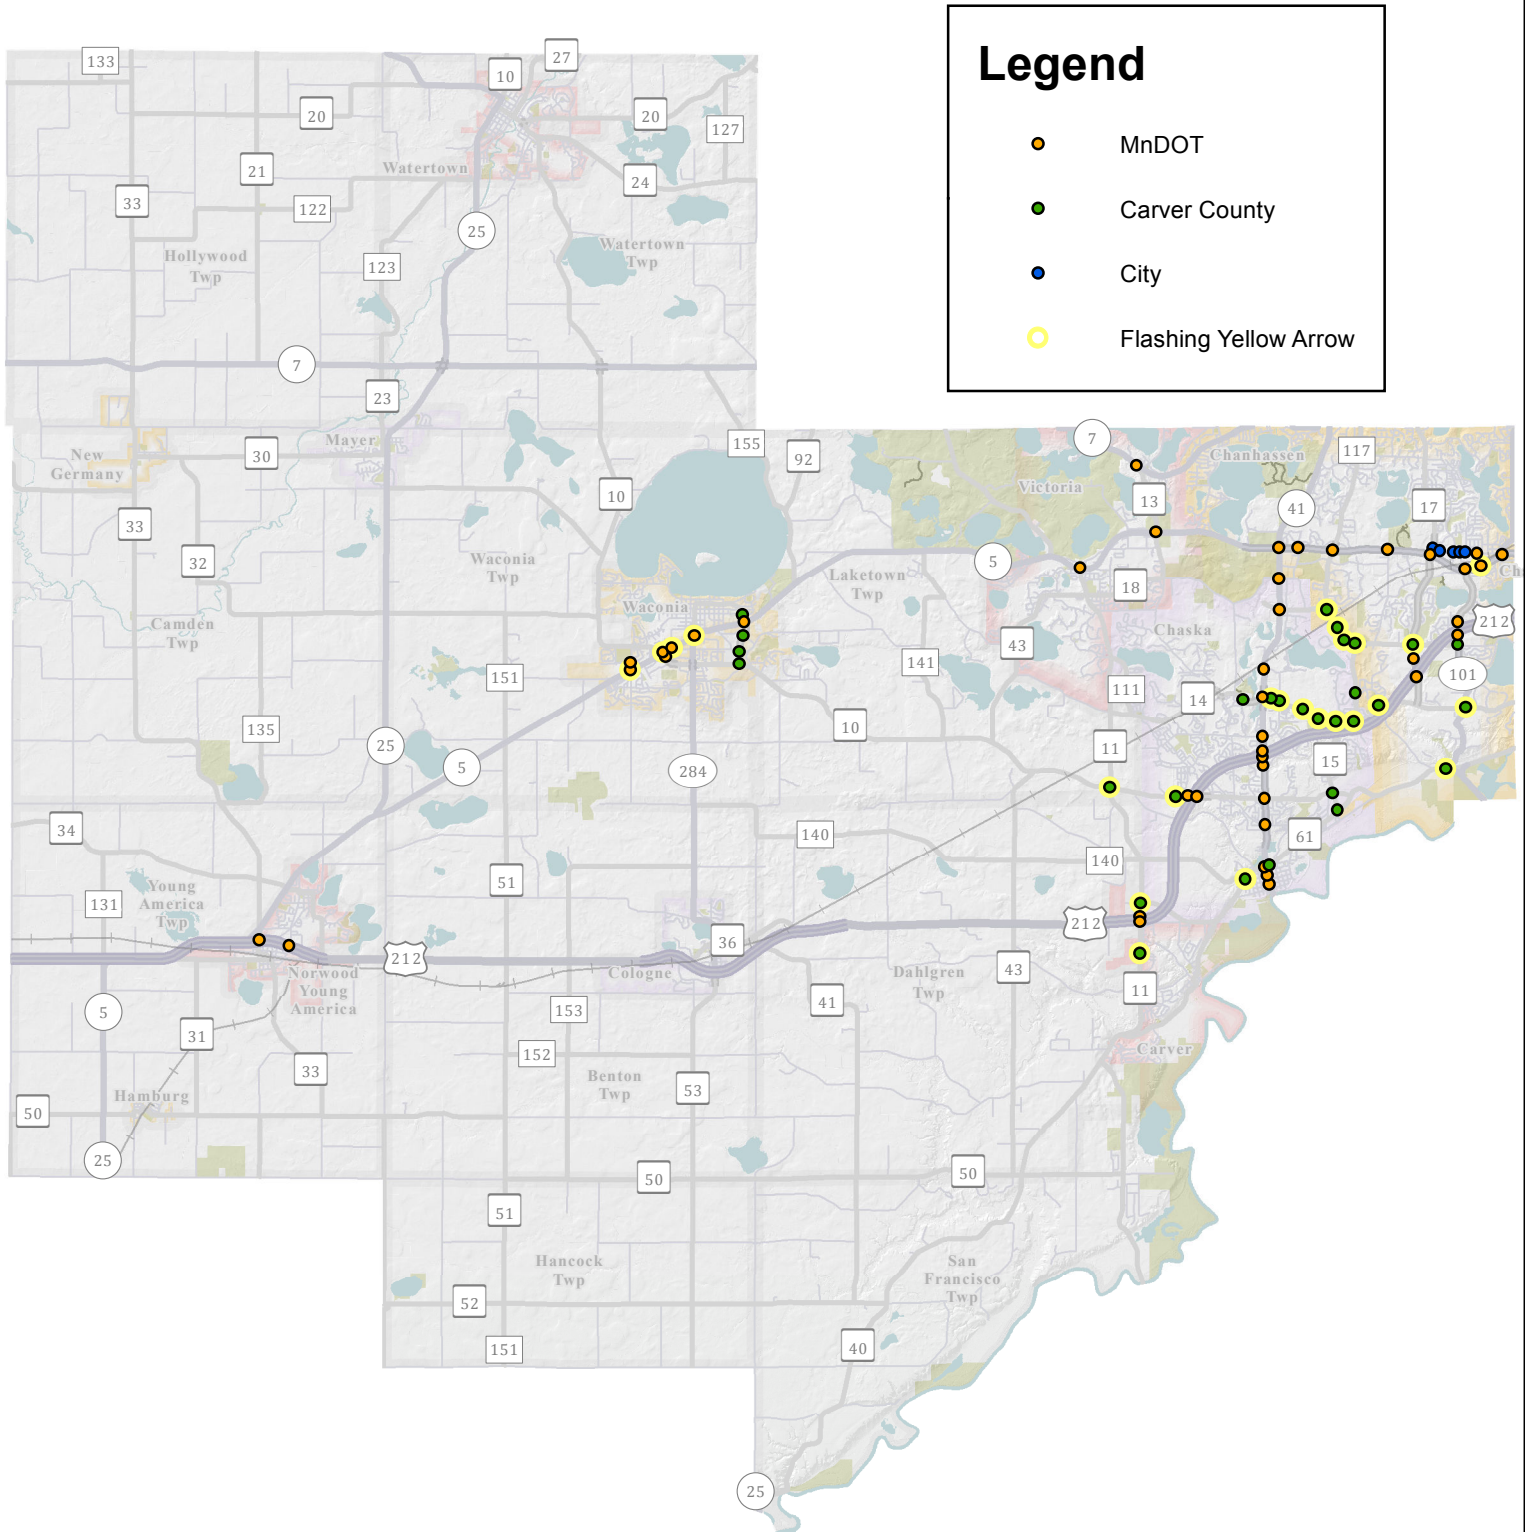 Legend
MnDOT
Carver County
City
Flashing Yellow Arrow
133
10
27
20
20
127
Watertown
21
24
33
122
25
Watertown
Twp
Hollywood
Twp
123
7
23
New
Germany
30
Mayer
155
92
7
Chanhassen
117
Victoria
10
13
41
17
33
32
Waconia
Twp
5
Laketown
Twp
18
Waconia
Camden
Twp
43
Chaska
212
151
141
111
14
101
135
10
25
5
284
11
15
34
140
61
140
51
Young
America
Twp
131
212
36
212
Norwood
Young
America
Cologne
Dahlgren
Twp
43
11
5
153
41
31
152
33
Benton
Twp
53
Carver
Hamburg
50
25
50
50
51
Hancock
Twp
San
Francisco
Twp
52
151
40
25